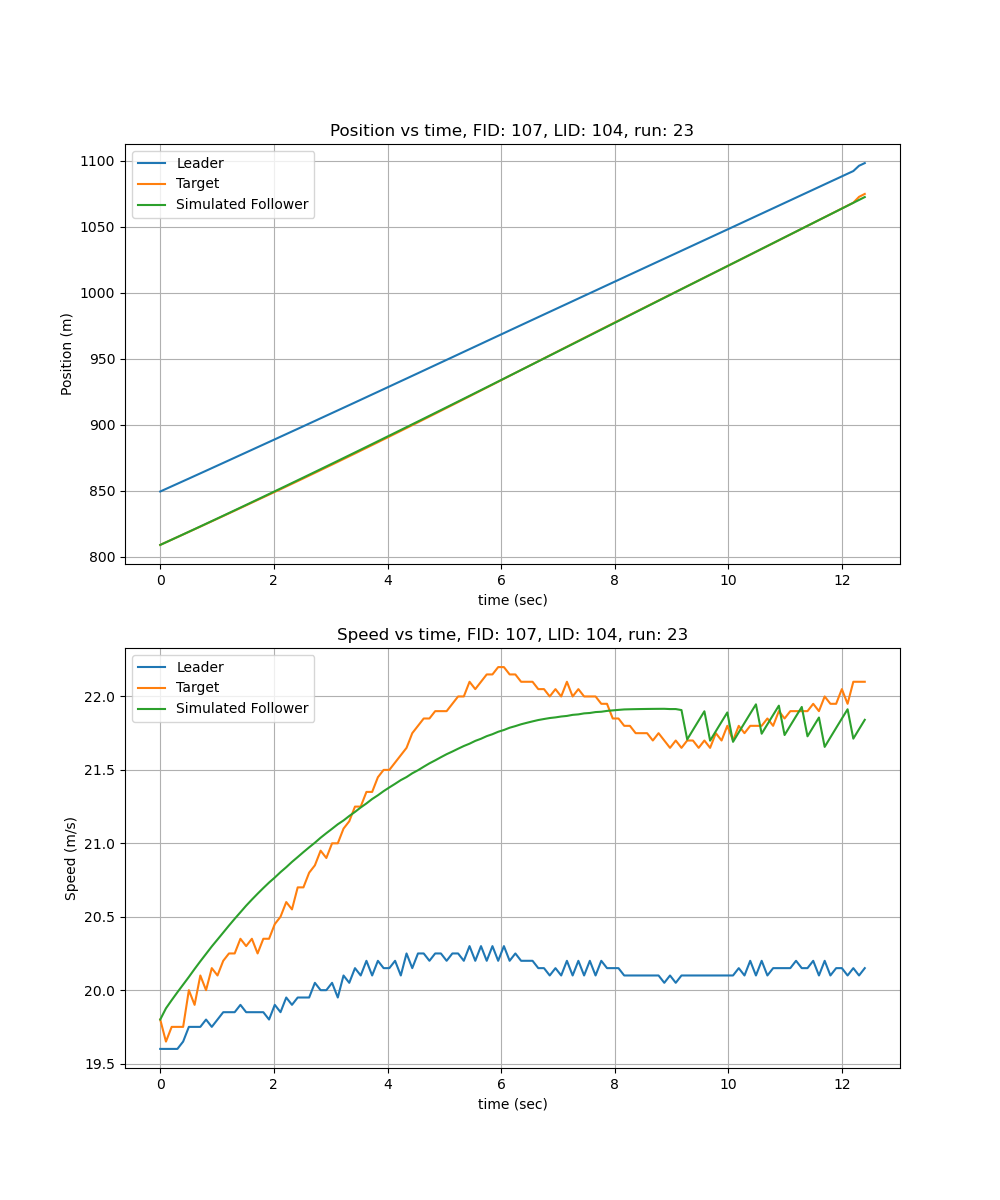 Position vs time, FID: 107, LID: 104, run: 23
Leader
Target
Simulated Follower
1100
1050
1000
950
900
850
800
Position (m)
0 2 4 6 8 10 12
time (sec)
Speed vs time, FID: 107, LID: 104, run: 23
Leader
Target
Simulated Follower
22.0
21.5
21.0
20.5
20.0
19.5
Speed (m/s)
0 2 4 6 8 10 12
time (sec)